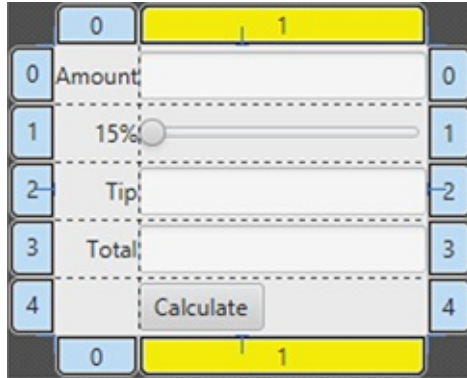 0 1
0 Amount 0
1 15% 1
2 Tip 2
3 Total 3
4 Calculate 4
0 1